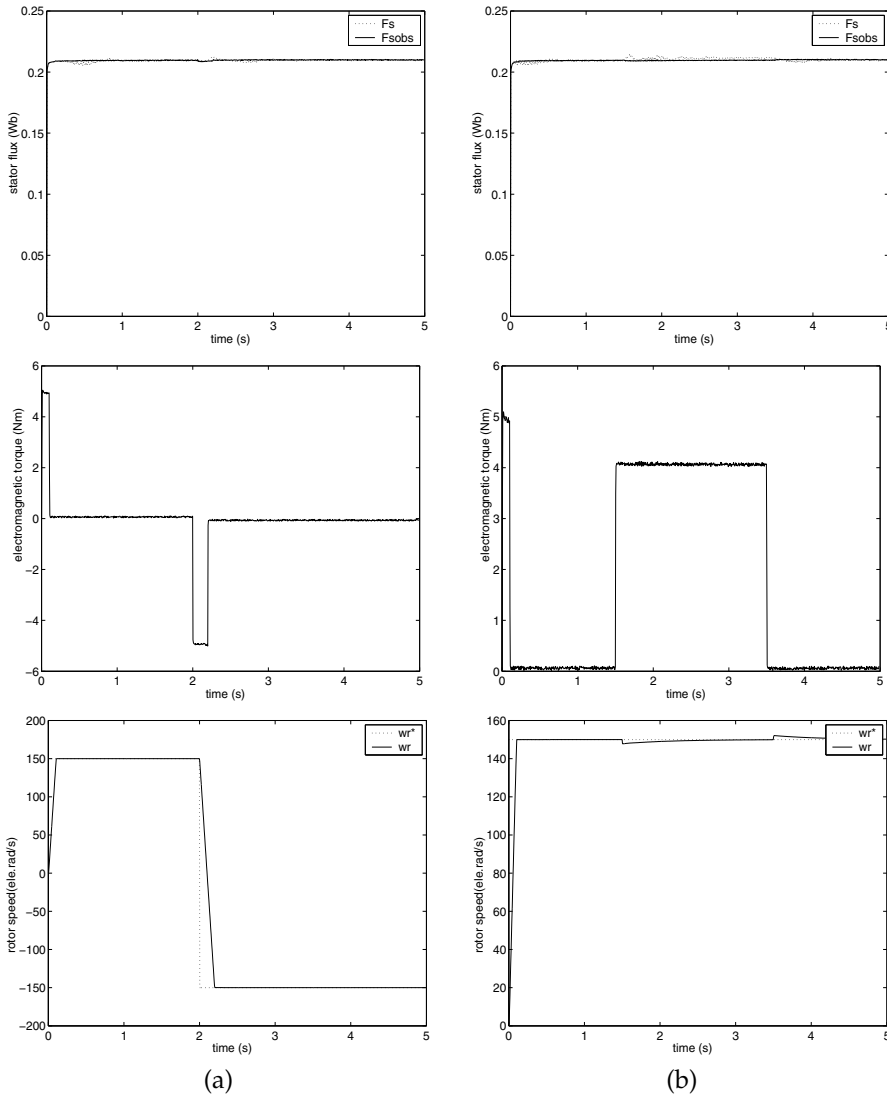 0.25
0.2
0.15
0.1
0.05
0
0 1 2 3 4 5
stator flux (Wb)
time (s)
Fs
Fsobs
0.25
0.2
0.15
0.1
0.05
0
0 1 2 3 4 5
stator flux (Wb)
time (s)
Fs
Fsobs
6
4
2
0
−2
−4
−6
0 1 2 3 4 5
electromagnetic torque (Nm)
time (s)
6
5
4
3
2
1
0
0 1 2 3 4 5
electromagnetic torque (Nm)
time (s)
200
150
100
50
0
−50
−100
−150
−200
0 1 2 3 4 5
rotor speed(ele.rad/s)
time (s)
wr*
wr
160
140
120
100
80
60
40
20
0
0 1 2 3 4 5
rotor speed(ele.rad/s)
time (s)
wr*
wr
(a)
(b)